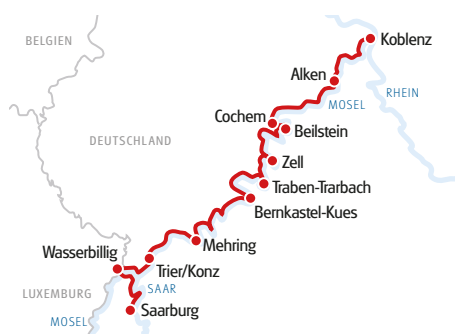 BELGIEN
Koblenz
Alken
RHEIN
MOSEL
Cochem
Beilstein
DEUTSCHLAND
Zell
Traben-Trarbach
Bernkastel-Kues
Mehring
Wasserbillig
Trier/Konz
SAAR
LUXEMBURG
Saarburg
MOSEL